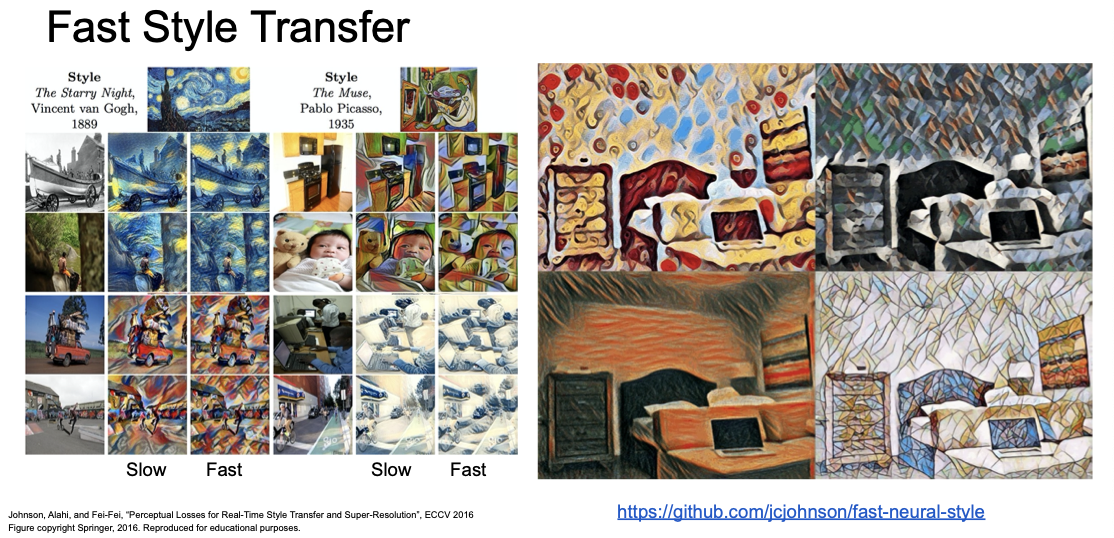 Fast Style Transfer
Style
The Starry Night,
Vincent van Gogh,
1889
Style
The Muse,
Pablo Picasso,
1935
Slow
Fast
Slow
Fast
Johnson, Alahi, and Fei-Fei, “Perceptual Losses for Real-Time Style Transfer and Super-Resolution”, ECCV 2016
Figure copyright Springer, 2016. Reproduced for educational purposes.
https://github.com/jcjohnson/fast-neural-style